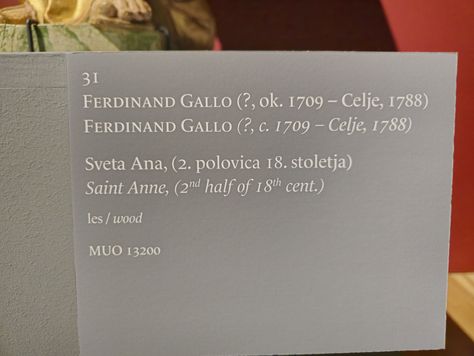 31
Ferdinand Gallo (?, ok. 1709 – Celje, 1788)
Ferdinand Gallo (?, c. 1709 – Celje, 1788)
Sveta Ana, (2. polovica 18. stoletja)
Saint Anne, (2nd half of 18th cent.)
les / wood
MUO 13200